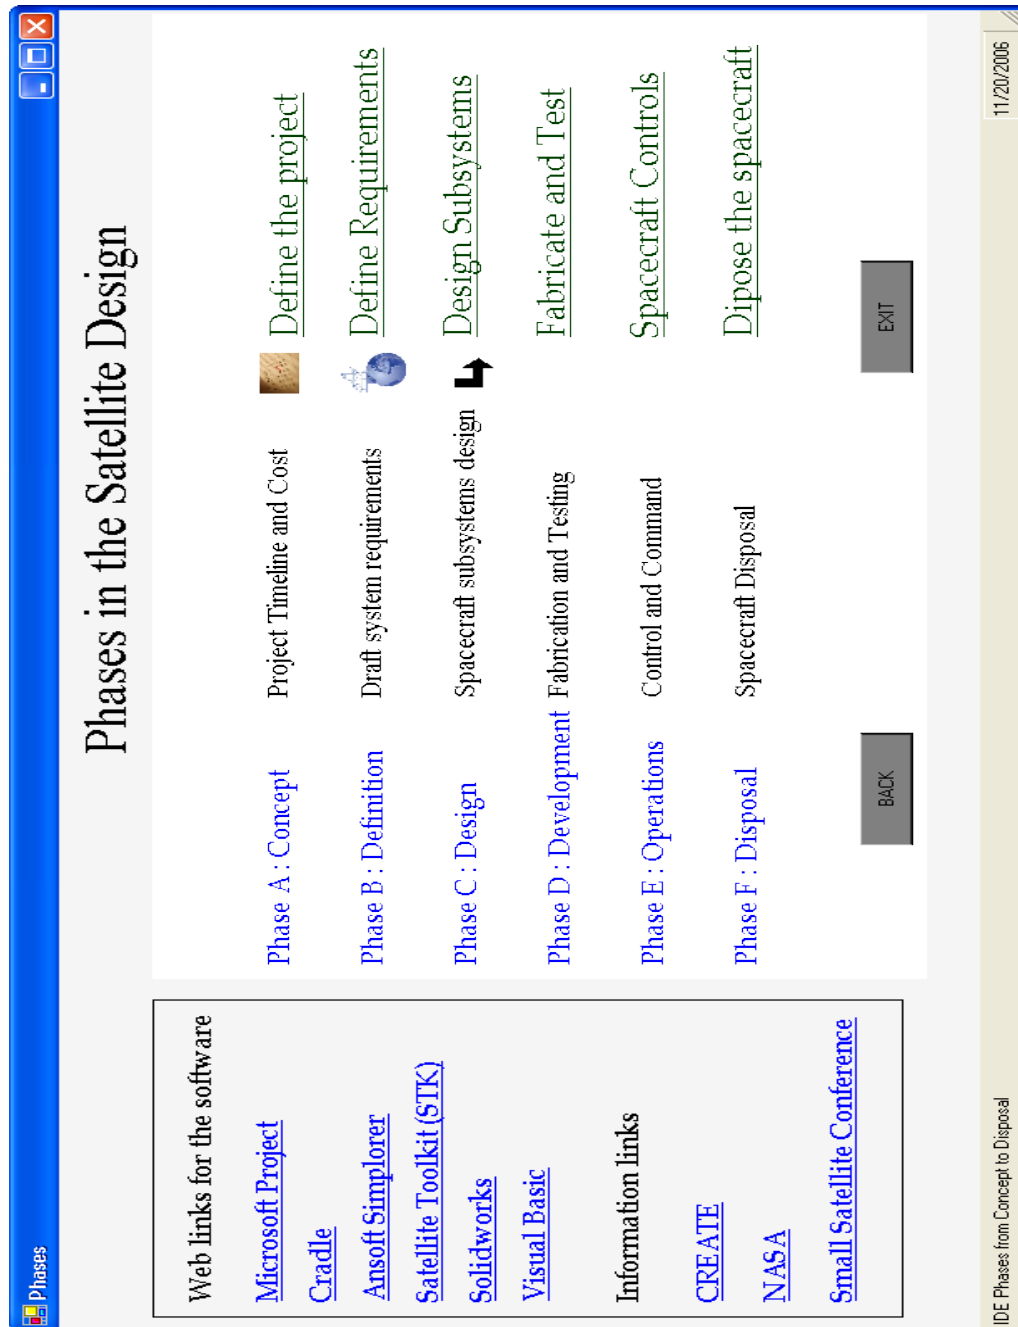 Phases
Phases in the Satellite Design
Web links for the software
Microsoft Project
Cradle
Ansoft Simplorer
Satellite Toolkit (STK)
Solidworks
Visual Basic
Information links
CREATE
NASA
Small Satellite Conference
Phase A : Concept Project Timeline and Cost Define the project
Phase B : Definition Draft system requirements Define Requirements
Phase C : Design Spacecraft subsystems design Design Subsystems
Phase D : Development Fabrication and Testing Fabricate and Test
Phase E : Operations Control and Command Spacecraft Controls
Phase F : Disposal Spacecraft Disposal Dipose the spacecraft
BACK EXIT
IDE Phases from Concept to Disposal 11/20/2006